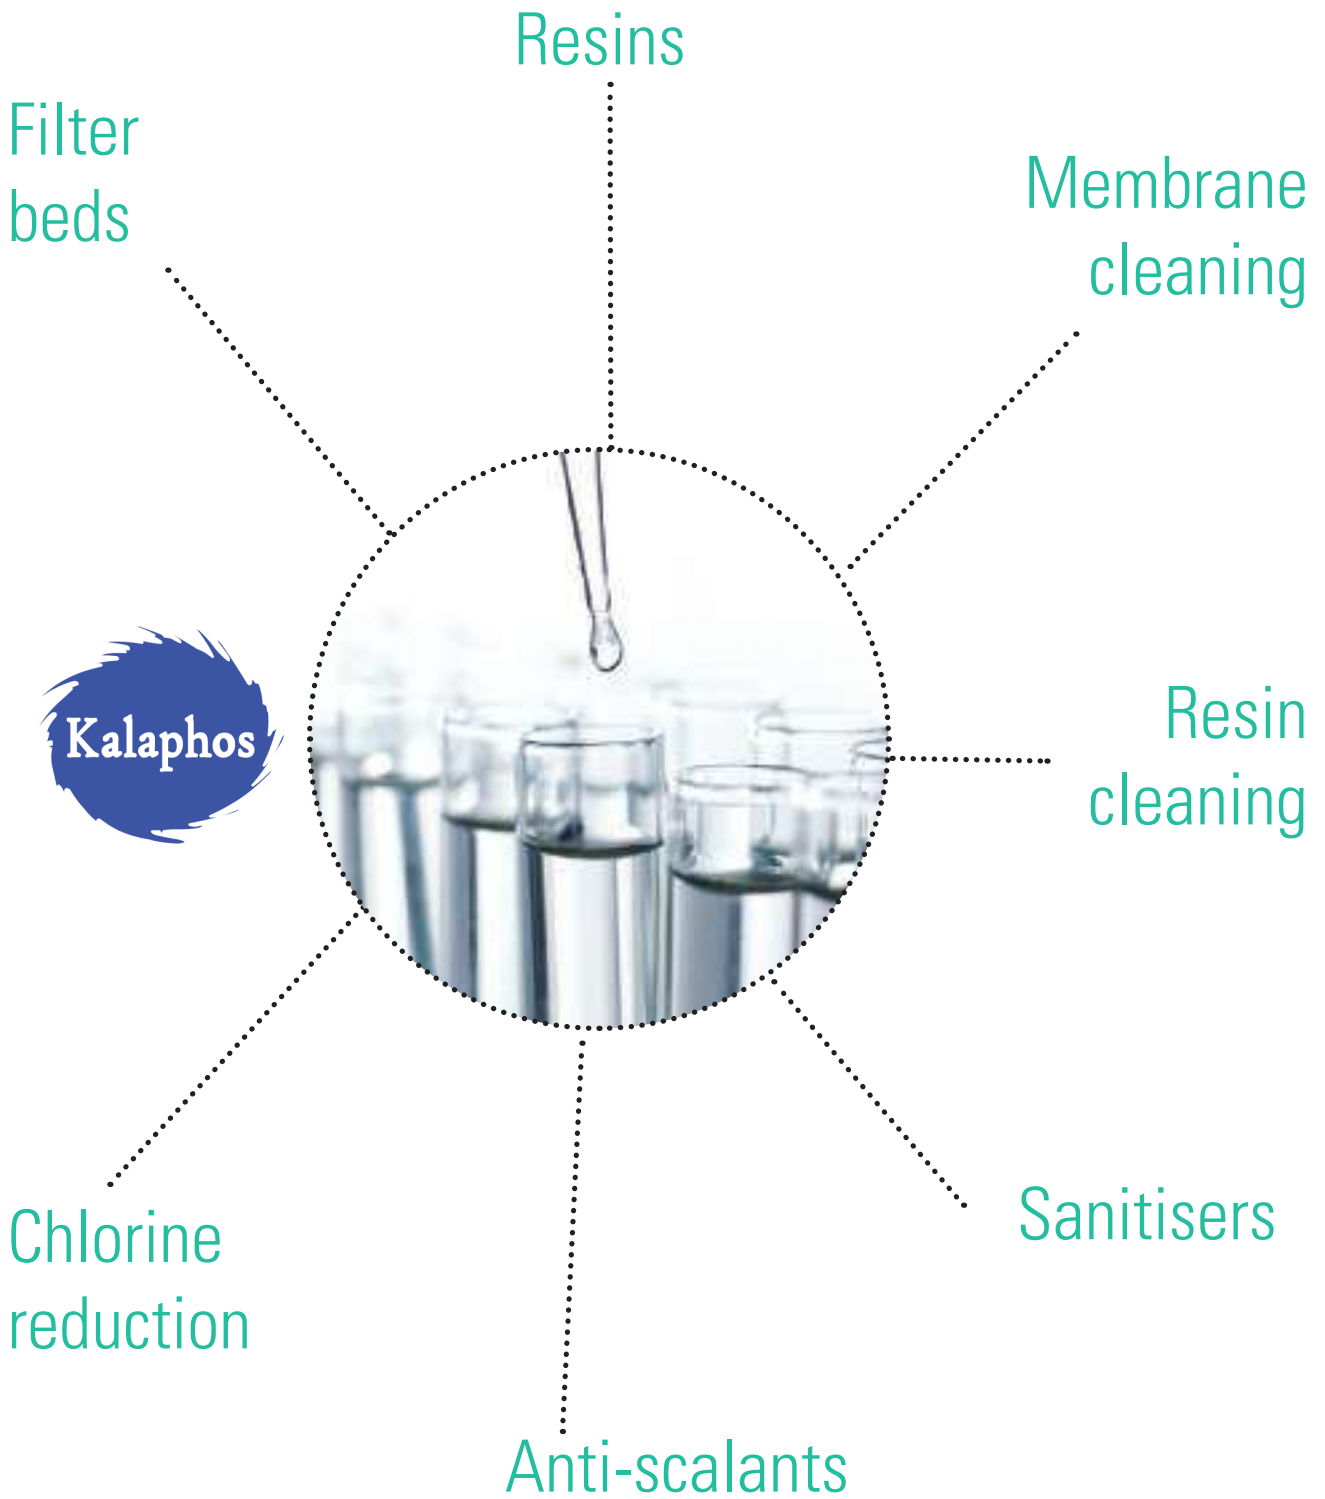 Resins
Filter
beds
Membrane
cleaning
Kalaphos
Resin
cleaning
Sanitisers
Chlorine
reduction
Anti-scalants